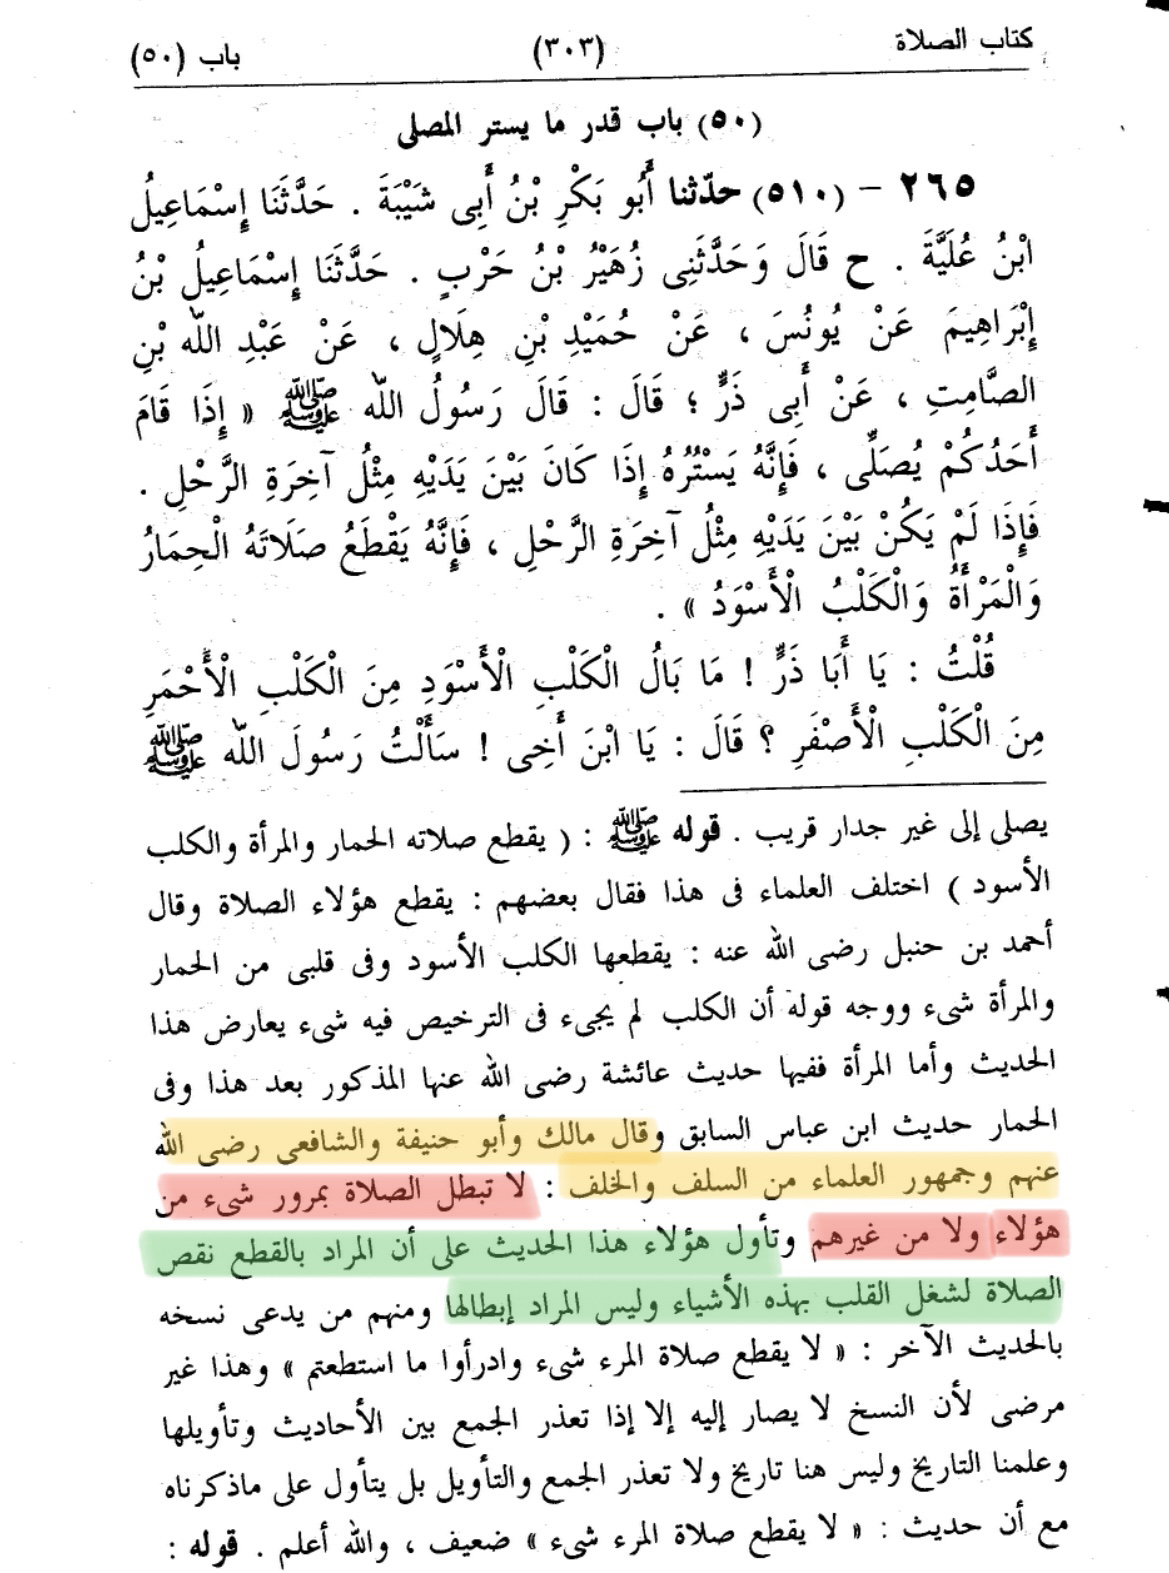 كتاب الصلاة (٣٠٣) باب (٥٠)
(٥٠) باب قدر ما يستر المصلى
٢٦٥ – (٥١٠) حدّثنا أَبُو بَكْرِ بْنُ أَبِى شَيْبَةَ . حَدَّثَنَا إِسْمَاعِيلُ
ابْنُ عُلَيَّةَ . ح قَالَ وَحَدَّثَنِى زُهَيْرُ بْنُ حَرْبٍ . حَدَّثَنَا إِسْمَاعِيلُ بْنُ
إِبْرَاهِيمَ عَنْ يُونُسَ ، عَنْ حُمَيْدِ بْنِ هِلَالٍ ، عَنْ عَبْدِ اللّه بْنِ
الصَّامِتِ ، عَنْ أَبِى ذَرٍّ ؛ قَالَ : قَالَ رَسُولُ اللّه ﷺ « إِذَا قَامَ
أَحَدُكُمْ يُصَلِّى ، فَإِنَّهُ يَسْتُرُهُ إِذَا كَانَ بَيْنَ يَدَيْهِ مِثْلُ آخِرَةِ الرَّحْلِ .
فَإِذَا لَمْ يَكُنْ بَيْنَ يَدَيْهِ مِثْلُ آخِرَةِ الرَّحْلِ ، فَإِنَّهُ يَقْطَعُ صَلَاتَهُ الْحِمَارُ
وَالْمَرْأَةُ وَالْكَلْبُ الْأَسْوَدُ » .
قُلْتُ : يَا أَبَا ذَرٍّ ! مَا بَالُ الْكَلْبِ الْأَسْوَدِ مِنَ الْكَلْبِ الْأَحْمَرِ
مِنَ الْكَلْبِ الْأَصْفَرِ ؟ قَالَ : يَا ابْنَ أَخِى ! سَأَلْتُ رَسُولَ اللّه ﷺ
يصلى إلى غير جدار قريب . قوله ﷺ : ( يقطع صلاته الحمار والمرأة والكلب
الأسود ) اختلف العلماء فى هذا فقال بعضهم : يقطع هؤلاء الصلاة وقال
أحمد بن حنبل رضى الله عنه : يقطعها الكلب الأسود وفى قلبى من الحمار
والمرأة شىء ووجه قوله أن الكلب لم يجىء فى الترخيص فيه شىء يعارض هذا
الحديث وأما المرأة ففيها حديث عائشة رضى الله عنها المذكور بعد هذا وفى
الحمار حديث ابن عباس السابق وقال مالك وأبو حنيفة والشافعى رضى الله
عنهم وجمهور العلماء من السلف والخلف : لا تبطل الصلاة بمرور شىء من
هؤلاء ولا من غيرهم وتأول هؤلاء هذا الحديث على أن المراد بالقطع نقص
الصلاة لشغل القلب بهذه الأشياء وليس المراد إبطالها ومنهم من يدعى نسخه
بالحديث الآخر : « لا يقطع صلاة المرء شىء وادرأوا ما استطعتم » وهذا غير
مرضى لأن النسخ لا يصار إليه إلا إذا تعذر الجمع بين الأحاديث وتأويلها
وعلمنا التاريخ وليس هنا تاريخ ولا تعذر الجمع والتأويل بل يتأول على ماذكرناه
مع أن حديث : « لا يقطع صلاة المرء شىء » ضعيف ، والله أعلم . قوله :